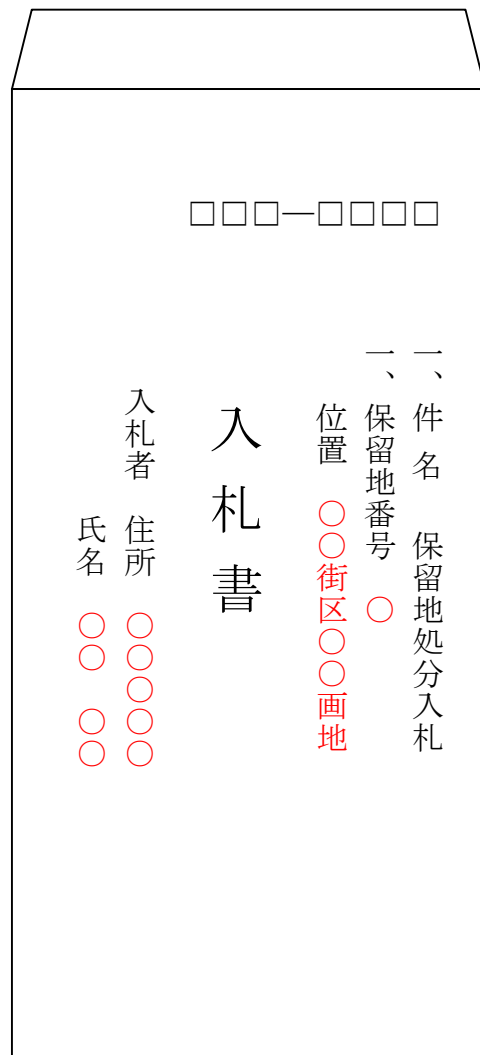 □□□―□□□□
一、件 名　保留地処分入札
一、保留地番号　○
位置　○○街区○○画地
入札書
入札者　住所　○○○○○
氏名　○○　○○